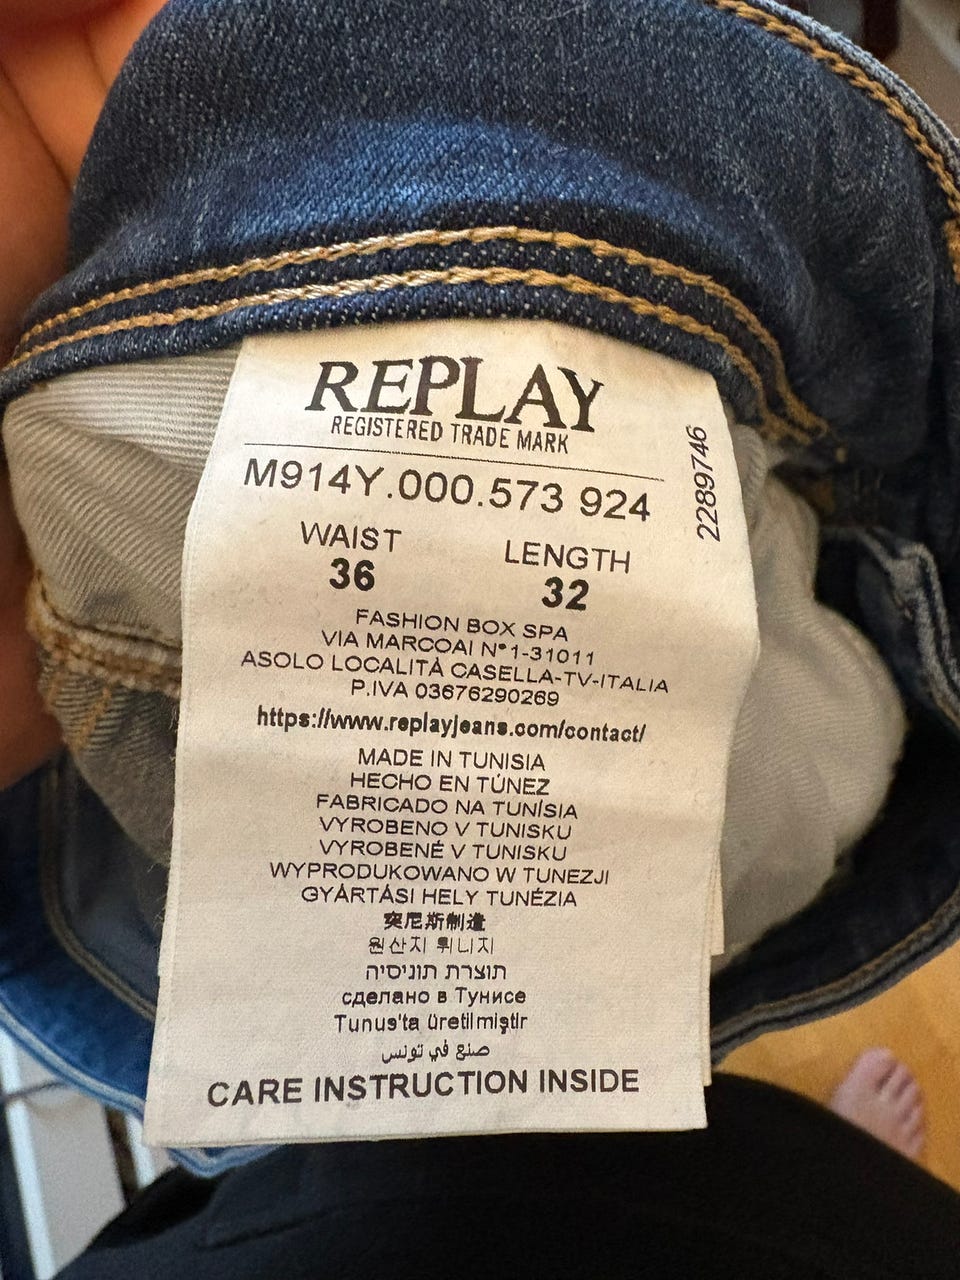 REPLAY
REGISTERED TRADE MARK
M914Y.000.573 924
2289746
WAIST
36
LENGTH
32
FASHION BOX SPA
VIA MARCOAI N°1-31011
ASOLO LOCALITÀ CASELLA-TV-ITALIA
P.IVA 03676290269
https://www.replayjeans.com/contact/
MADE IN TUNISIA
HECHO EN TÚNEZ
FABRICADO NA TUNÍSIA
VYROBENO V TUNISKU
VYROBENÉ V TUNISKU
WYPRODUKOWANO W TUNEZJI
GYÁRTÁSI HELY TUNÉZIA
突尼斯制造
원산지 튀니지
תוצרת תוניסיה
сделано в Тунисе
Tunus'ta üretilmiştir
صنع في تونس
CARE INSTRUCTION INSIDE